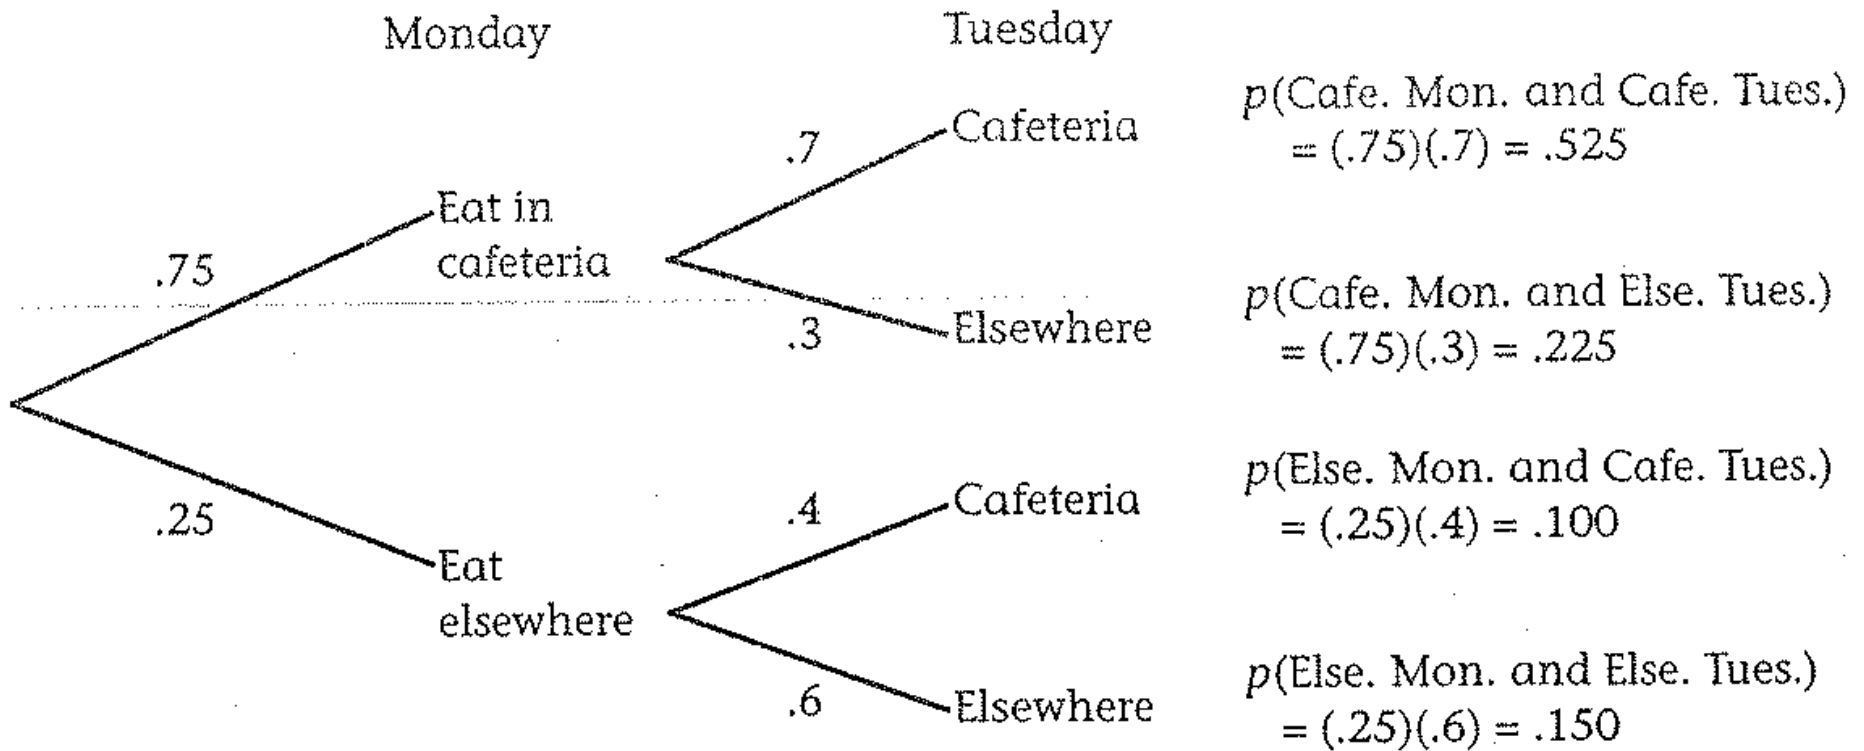 Monday
Tuesday
.7
Cafeteria
p(Cafe. Mon. and Cafe. Tues.)
= (.75)(.7) = .525
.75
Eat in
cafeteria
.3
Elsewhere
p(Cafe. Mon. and Else. Tues.)
= (.75)(.3) = .225
.25
Eat
elsewhere
.4
Cafeteria
p(Else. Mon. and Cafe. Tues.)
= (.25)(.4) = .100
.6
Elsewhere
p(Else. Mon. and Else. Tues.)
= (.25)(.6) = .150